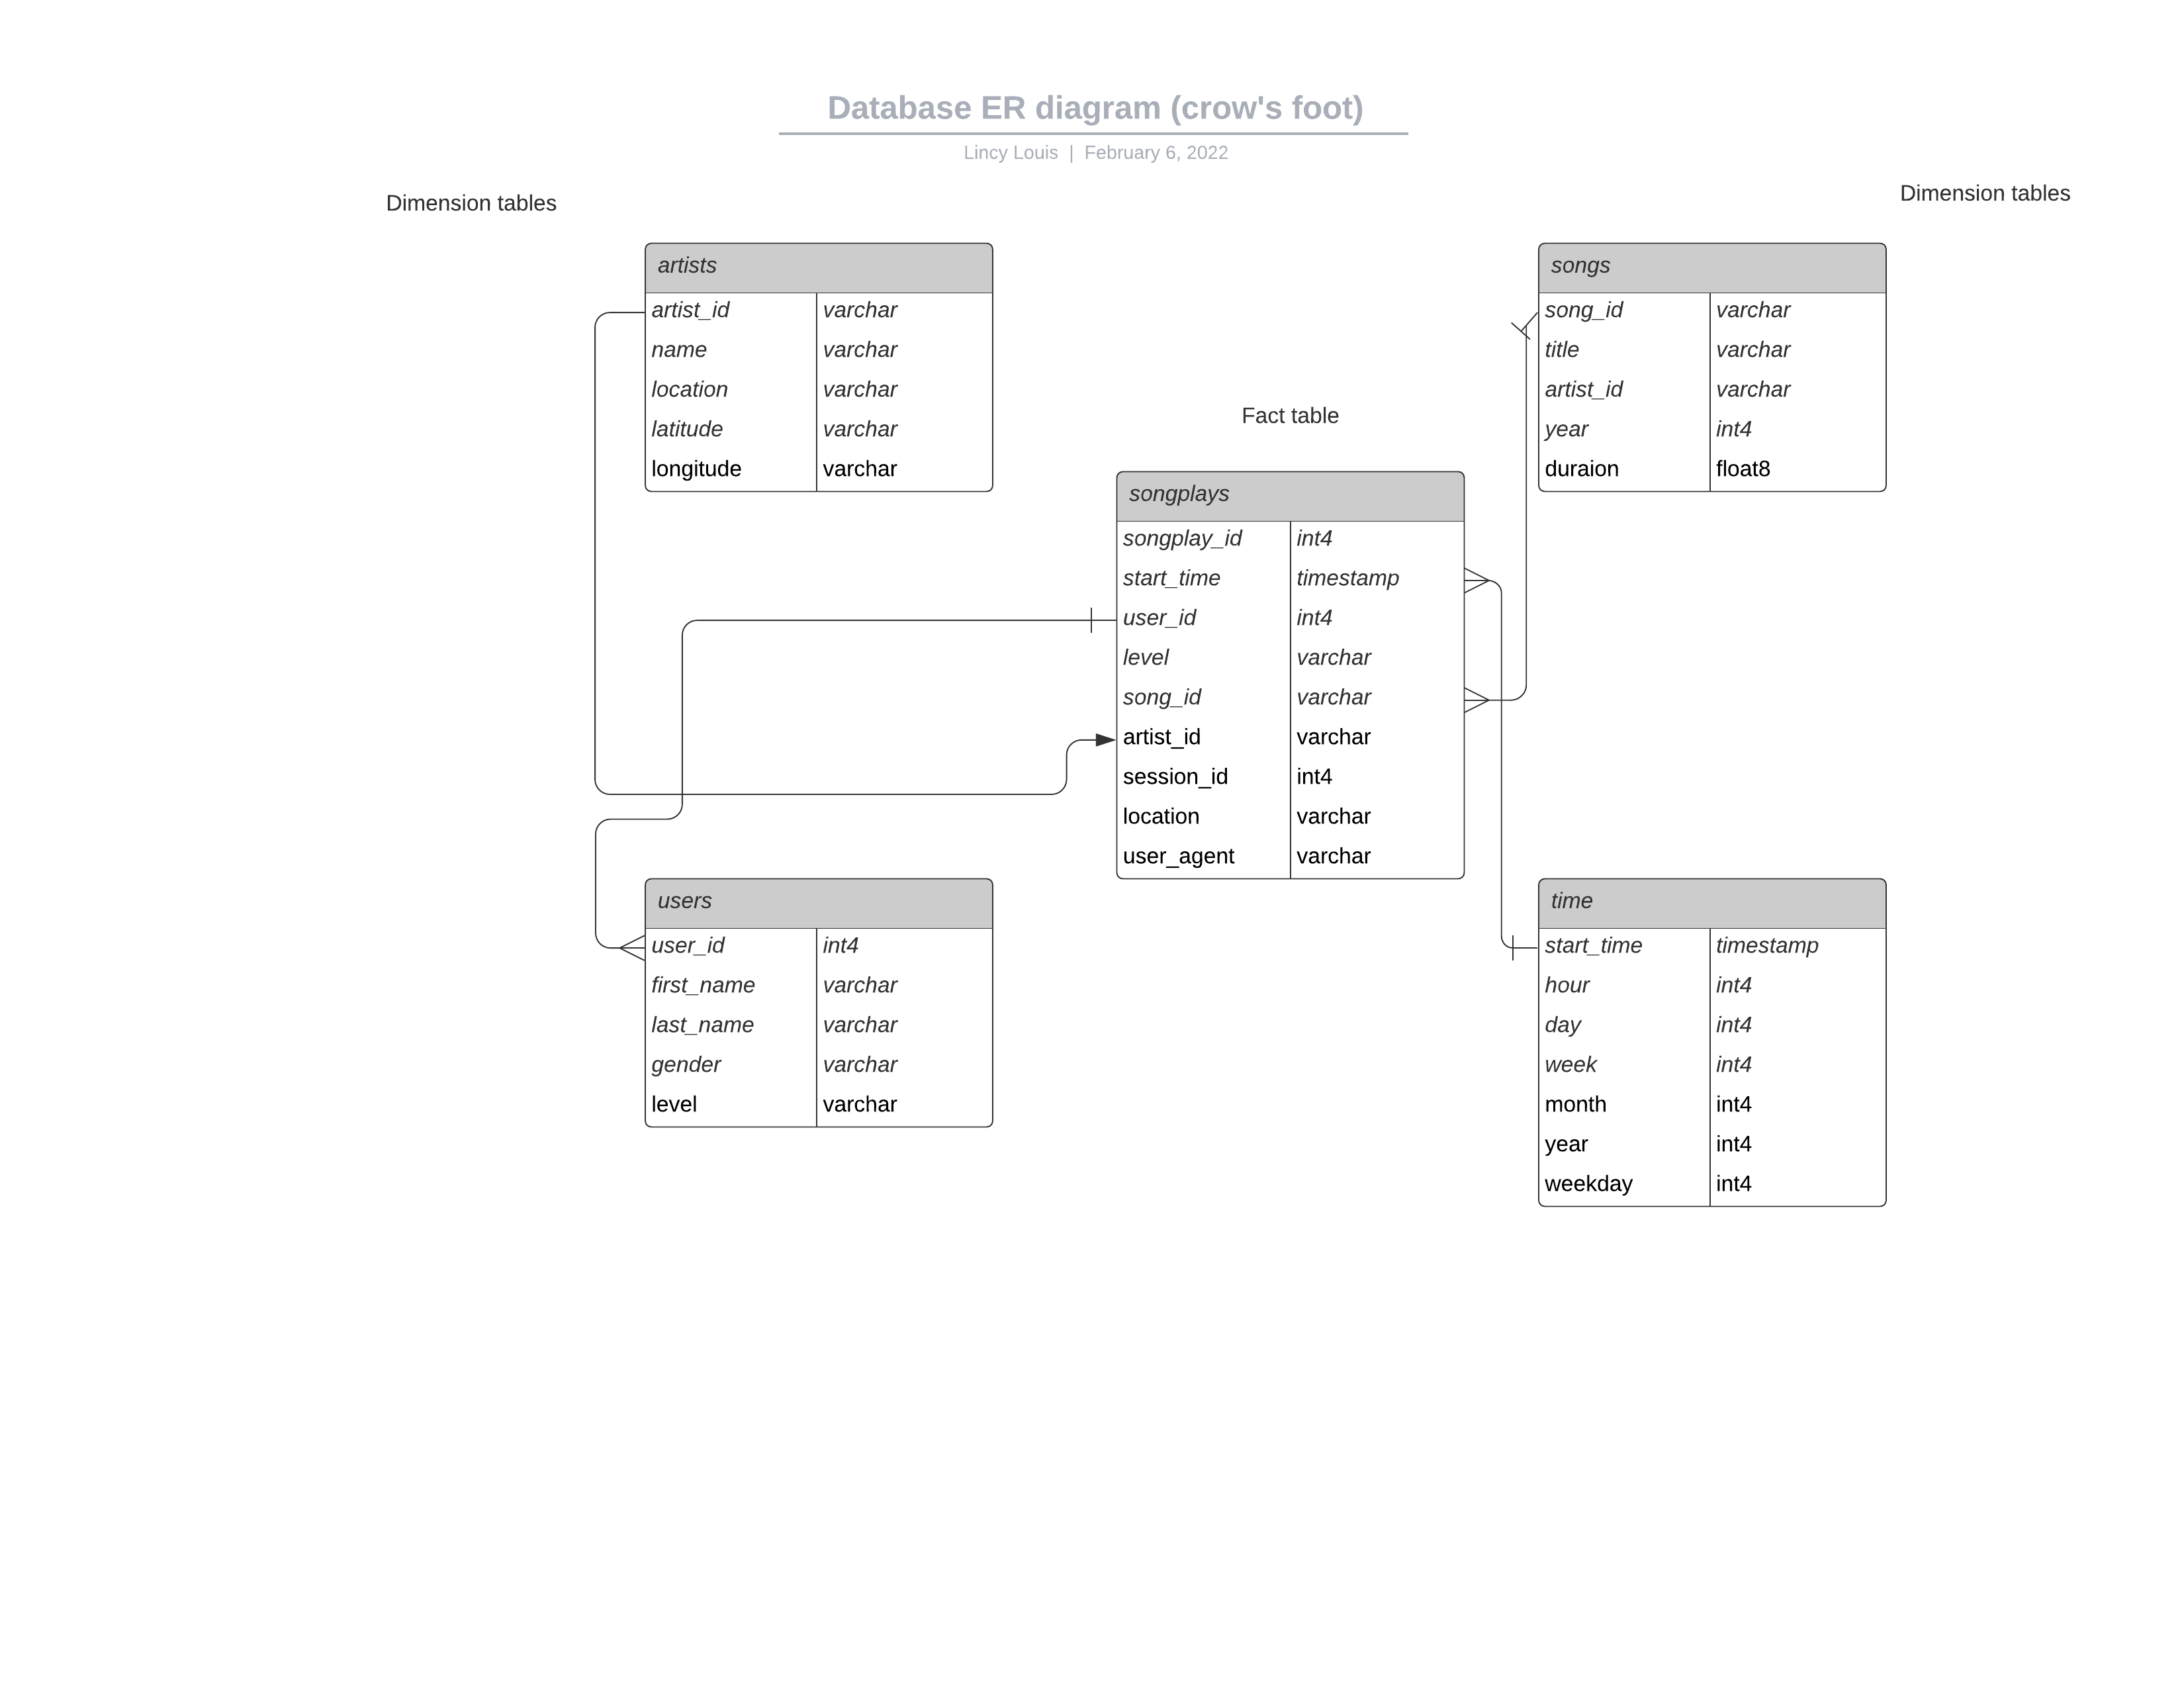 Database ER diagram (crow's foot)
Lincy Louis | February 6, 2022
Dimension tables
Dimension tables
artists
artist_id varchar
name varchar
location varchar
latitude varchar
longitude varchar
songs
song_id varchar
title varchar
artist_id varchar
year int4
duraion float8
Fact table
songplays
songplay_id int4
start_time timestamp
user_id int4
level varchar
song_id varchar
artist_id varchar
session_id int4
location varchar
user_agent varchar
users
user_id int4
first_name varchar
last_name varchar
gender varchar
level varchar
time
start_time timestamp
hour int4
day int4
week int4
month int4
year int4
weekday int4